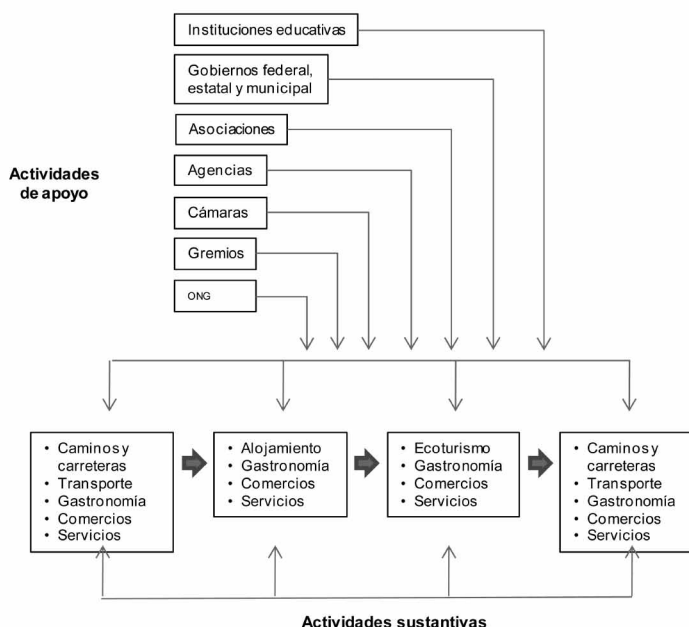 Instituciones educativas
Gobiernos federal,
estatal y municipal
Asociaciones
Actividades
de apoyo
Agencias
Cámaras
Gremios
ONG
• Caminos y
carreteras
• Transporte
• Gastronomía
• Comercios
• Servicios
• Alojamiento
• Gastronomía
• Comercios
• Servicios
• Ecoturismo
• Gastronomía
• Comercios
• Servicios
• Caminos y
carreteras
• Transporte
• Gastronomía
• Comercios
• Servicios
Actividades sustantivas